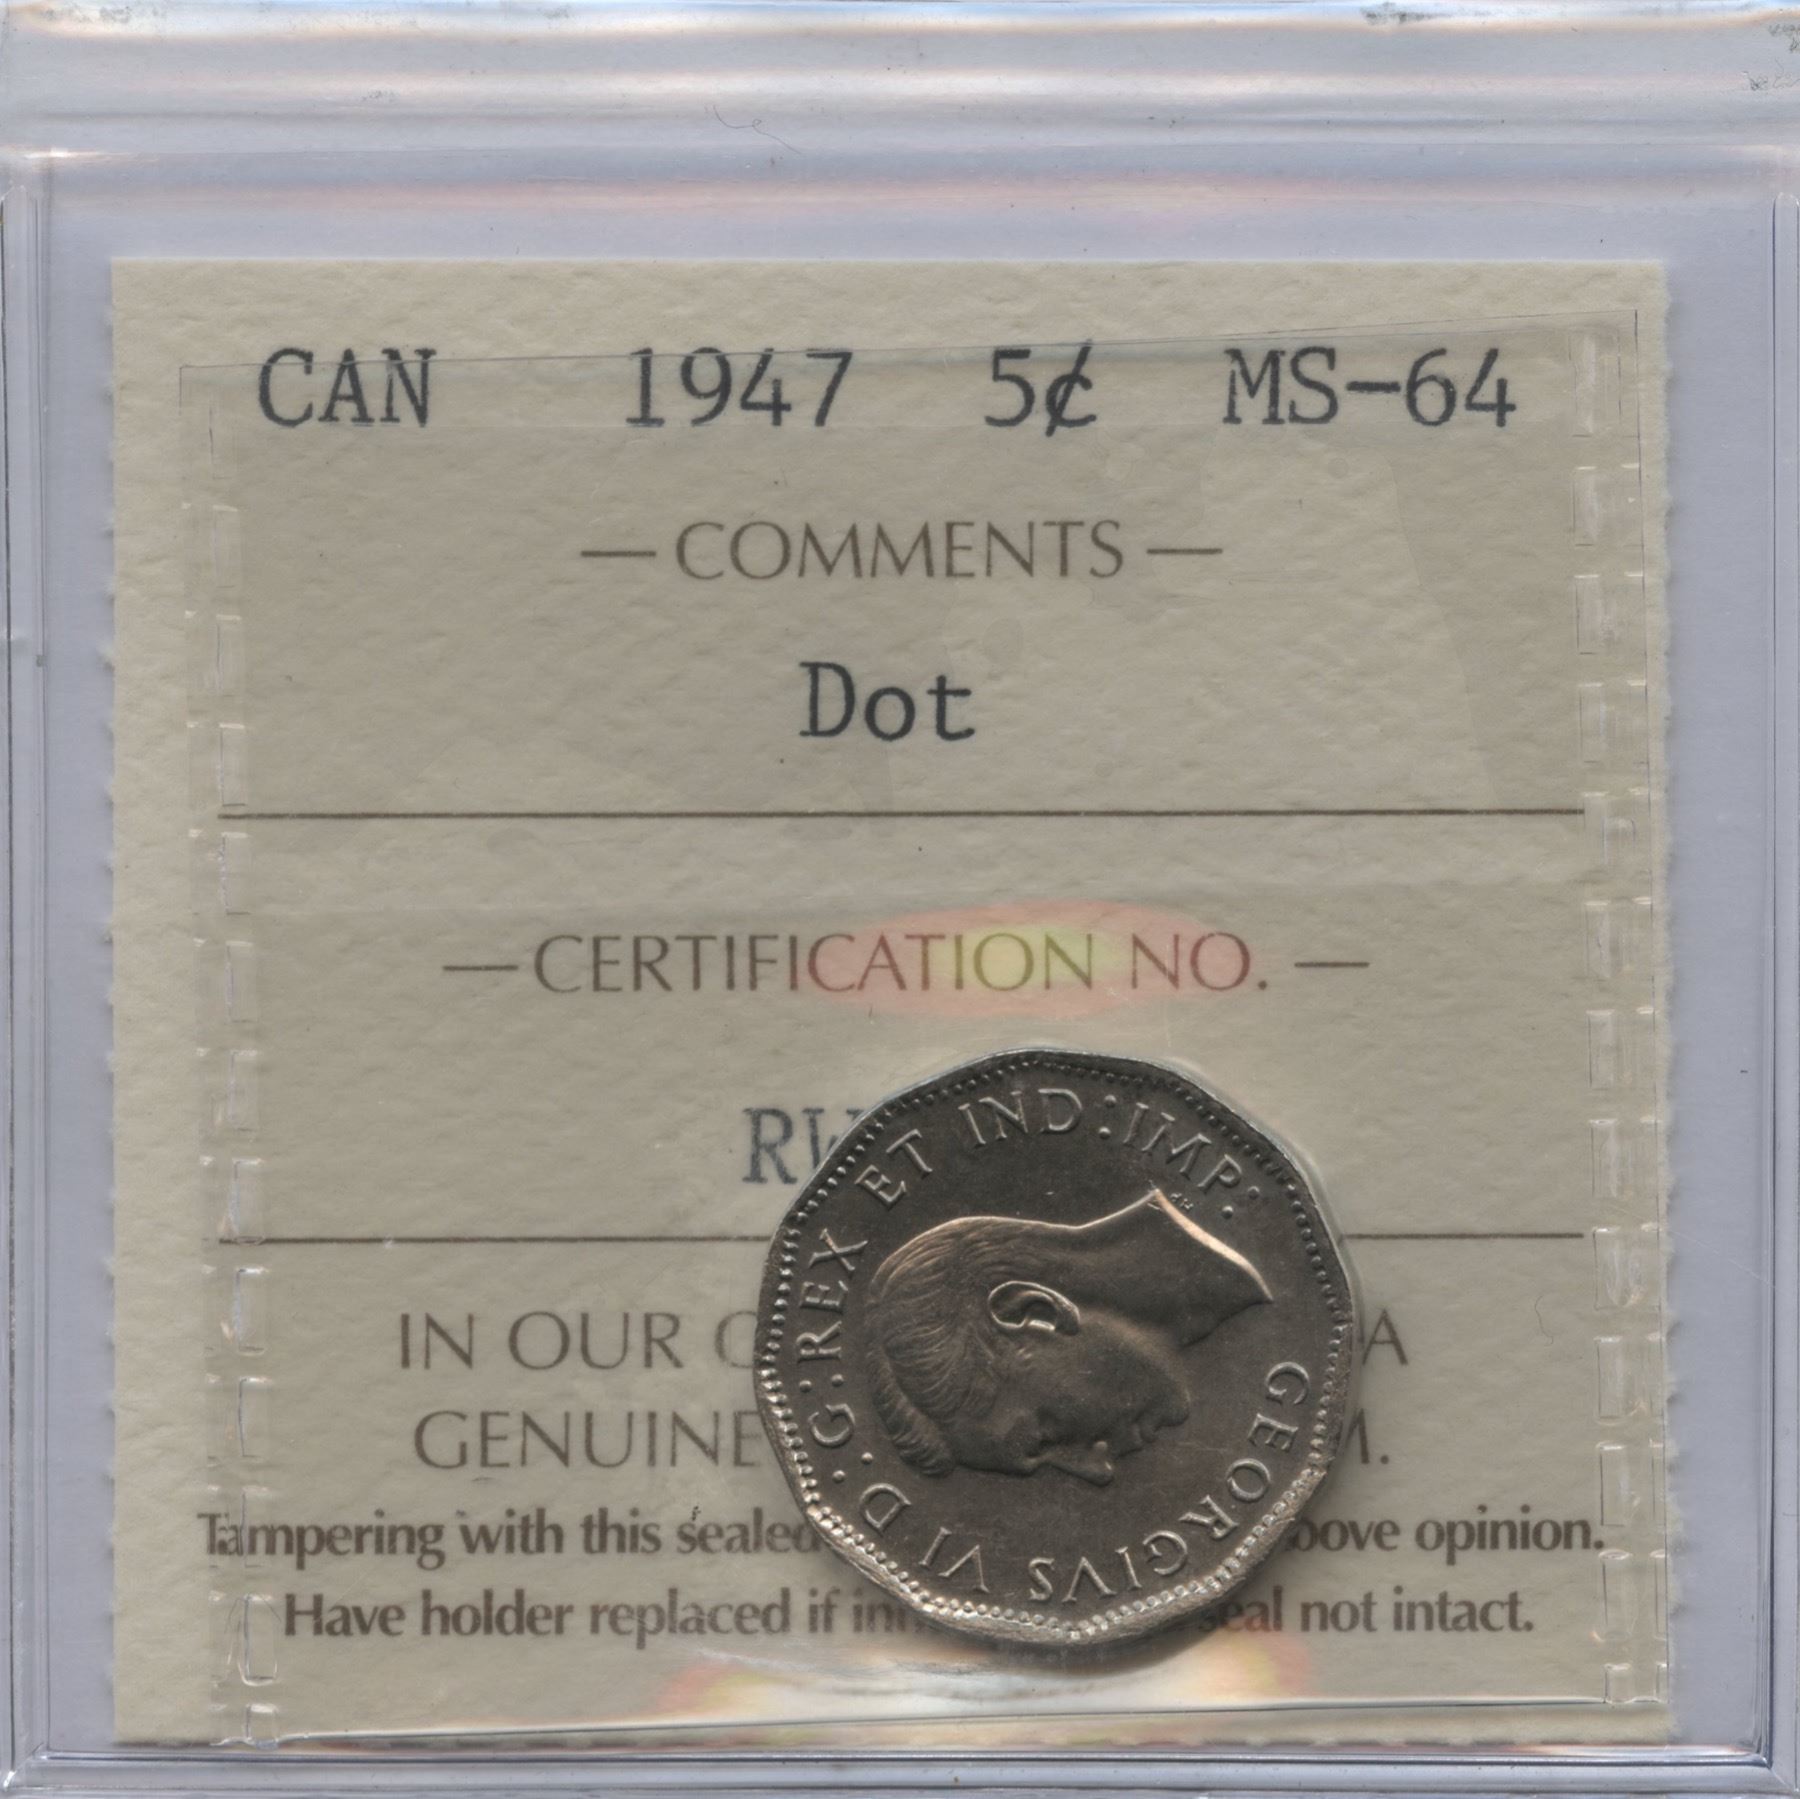 CAN 1947 5¢ MS-64
— COMMENTS —
Dot
— CERTIFICATION NO. —
IN OUR A
GENUINE
Tampering with this sealed above opinion.
Have holder replaced if seal not intact.
GEORGIVS VI D:G:REX ET IND:IMP:
HP